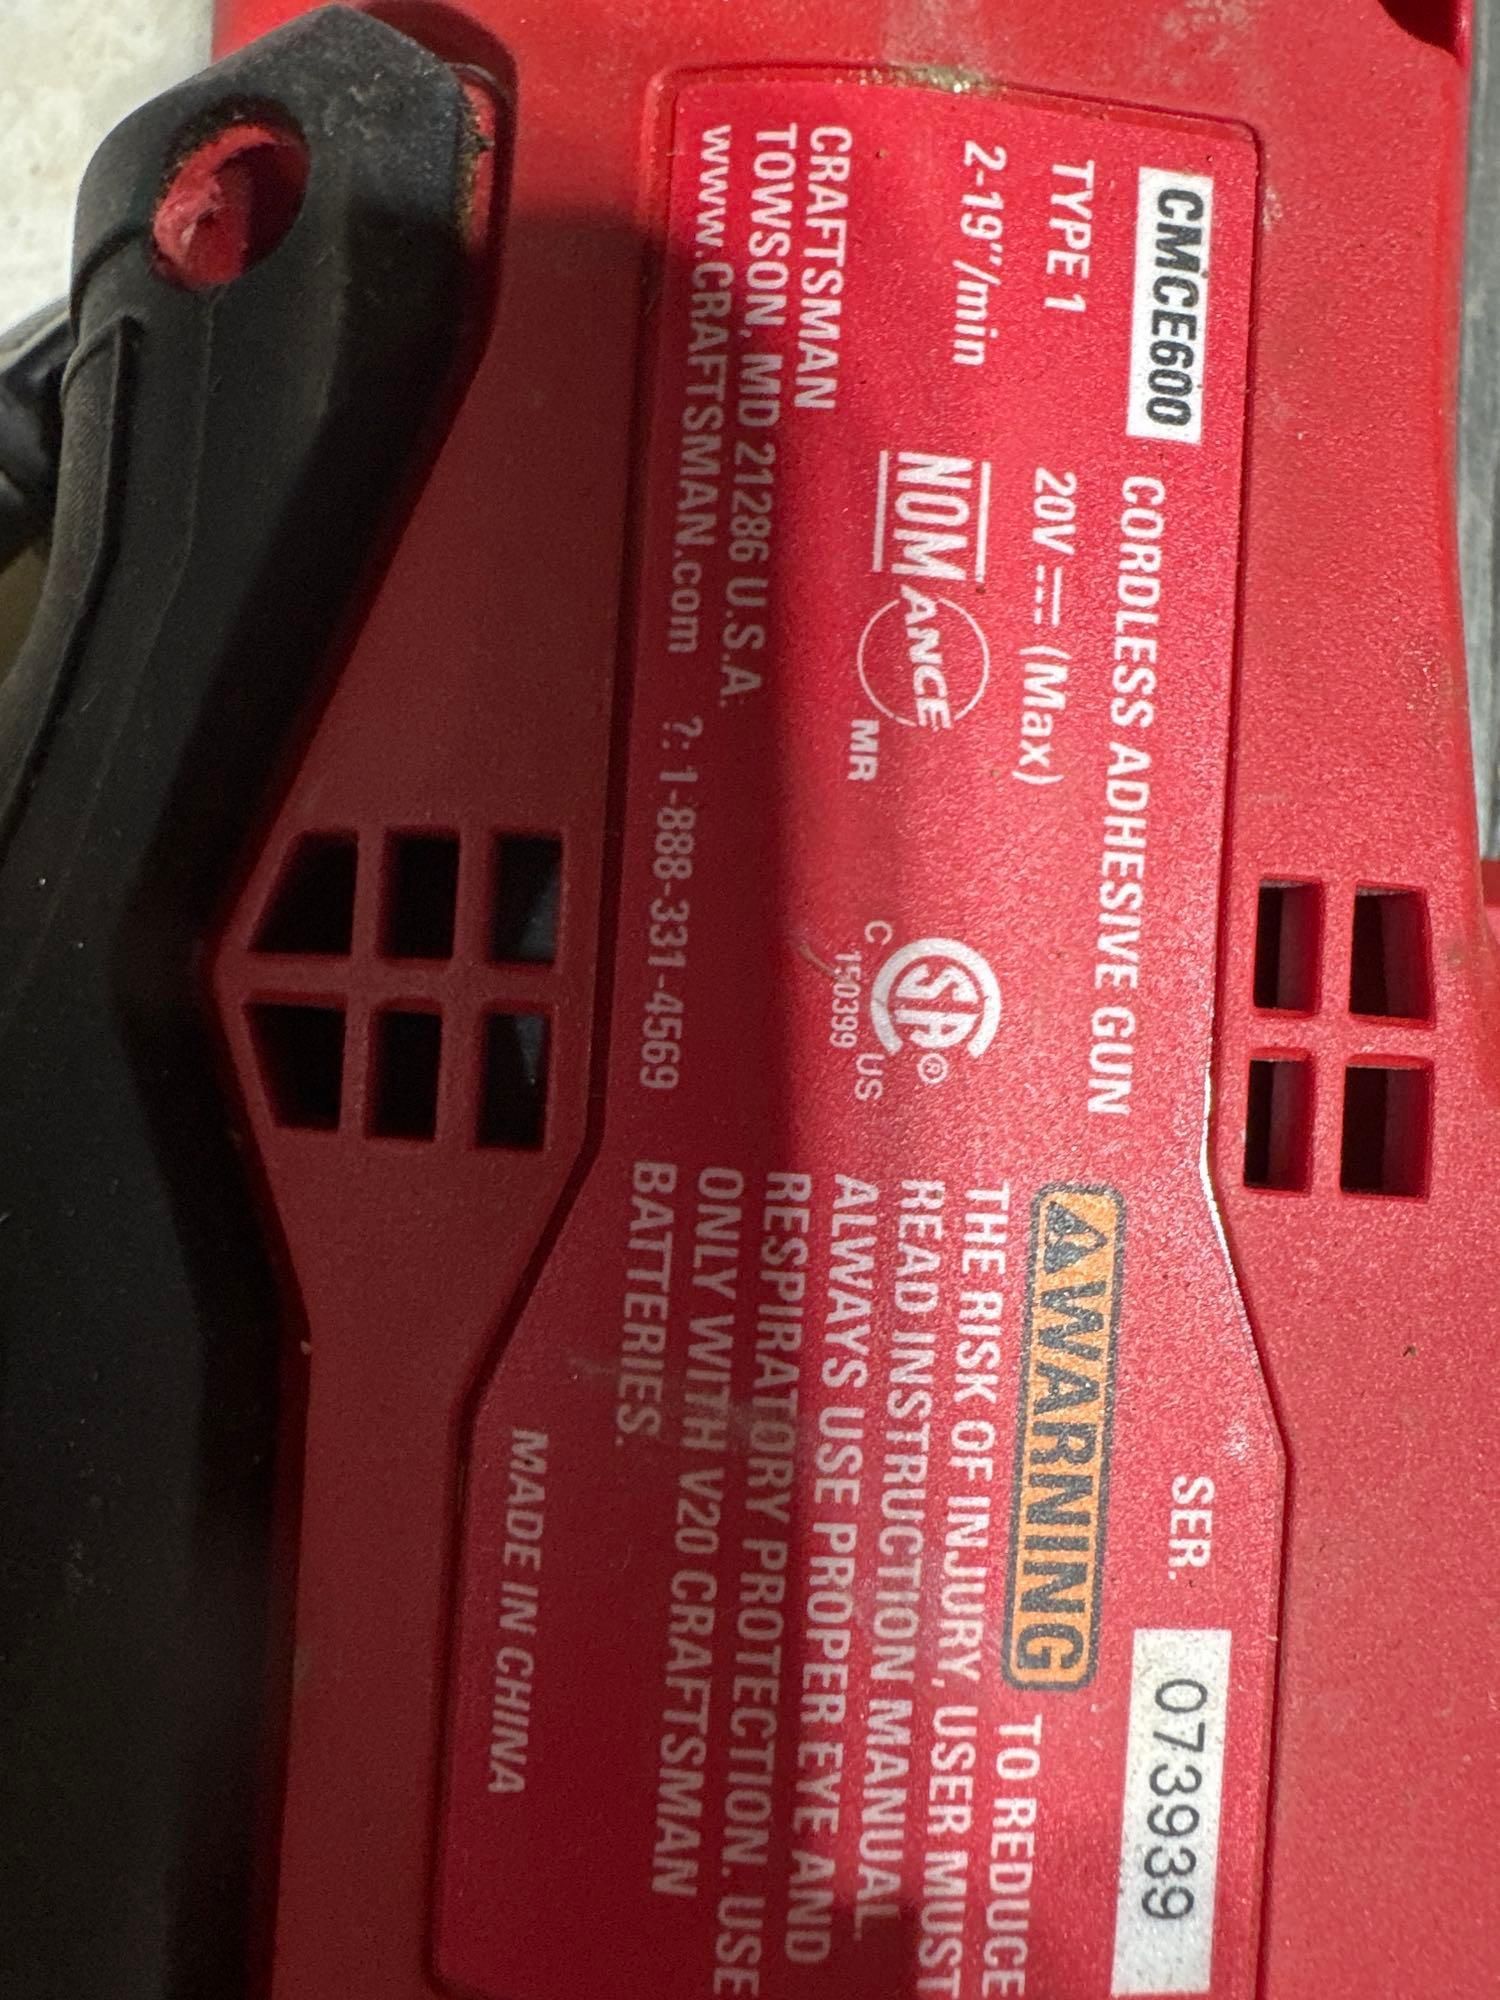 CMCE600 CORDLESS ADHESIVE GUN
TYPE 1 20V ⎓ (Max)
2-19"/min
NOM ANCE MR
CSA® C US 150399
CRAFTSMAN
TOWSON, MD 21286 U.S.A.
www.CRAFTSMAN.com ?: 1-888-331-4569
SER. 073939
⚠WARNING TO REDUCE
THE RISK OF INJURY, USER MUST
READ INSTRUCTION MANUAL.
ALWAYS USE PROPER EYE AND
RESPIRATORY PROTECTION. USE
ONLY WITH V20 CRAFTSMAN
BATTERIES.
MADE IN CHINA